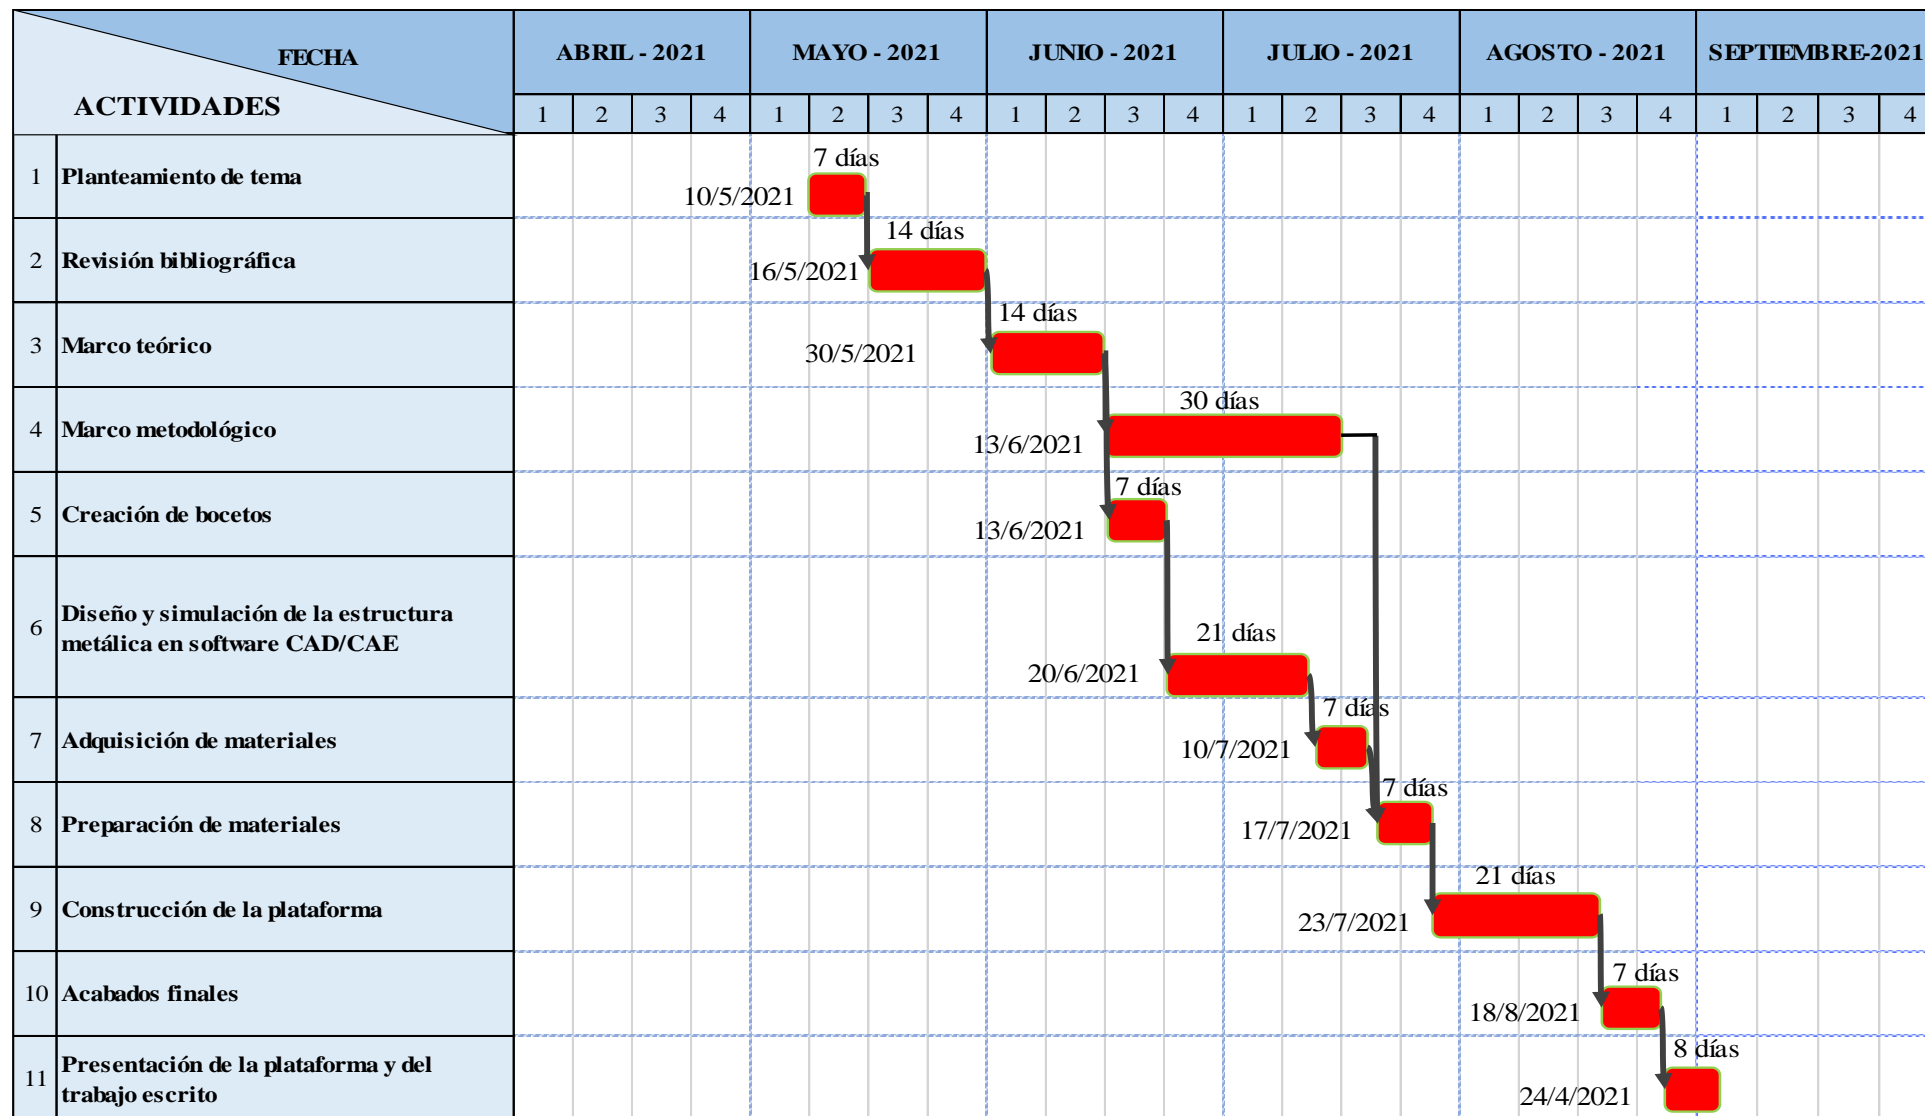 FECHA
ACTIVIDADES
ABRIL - 2021 MAYO - 2021 JUNIO - 2021 JULIO - 2021 AGOSTO - 2021 SEPTIEMBRE-2021
1 2 3 4 1 2 3 4 1 2 3 4 1 2 3 4 1 2 3 4 1 2 3 4
1 Planteamiento de tema
7 días
10/5/2021
2 Revisión bibliográfica
14 días
16/5/2021
3 Marco teórico
14 días
30/5/2021
4 Marco metodológico
30 días
13/6/2021
5 Creación de bocetos
7 días
13/6/2021
6 Diseño y simulación de la estructura
metálica en software CAD/CAE
21 días
20/6/2021
7 Adquisición de materiales
7 días
10/7/2021
8 Preparación de materiales
7 días
17/7/2021
9 Construcción de la plataforma
21 días
23/7/2021
10 Acabados finales
7 días
18/8/2021
11 Presentación de la plataforma y del
trabajo escrito
8 días
24/4/2021